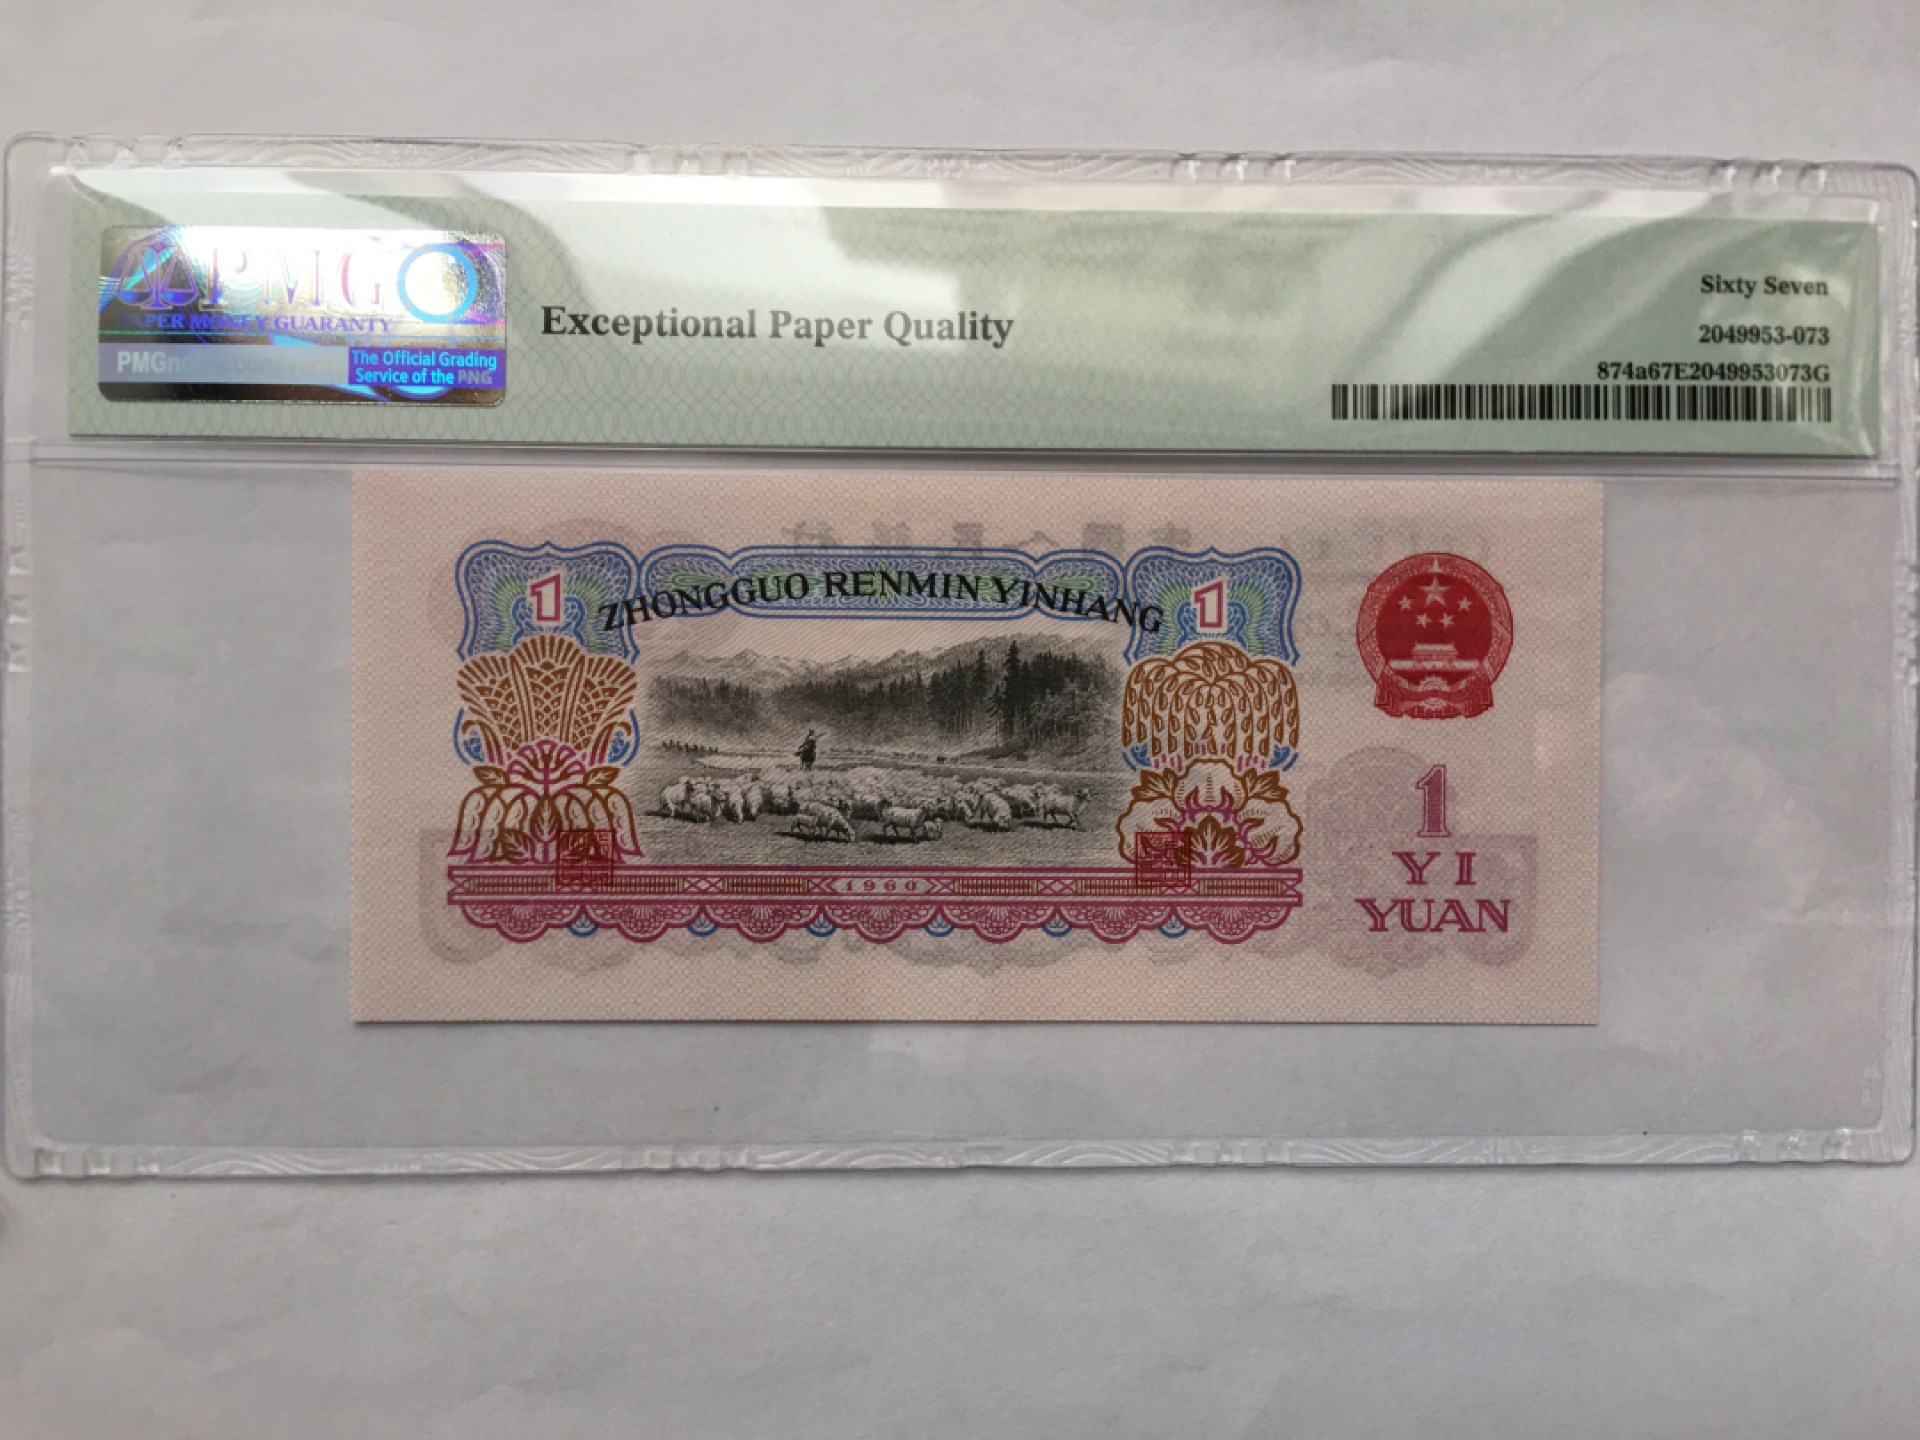 PMG
PAPER MONEY GUARANTY
The Official Grading
Service of the PNG
Exceptional Paper Quality
Sixty Seven
2049953-073
874a67E2049953073G
1
ZHONGGUO RENMIN YINHANG
1
1960
1
YI
YUAN